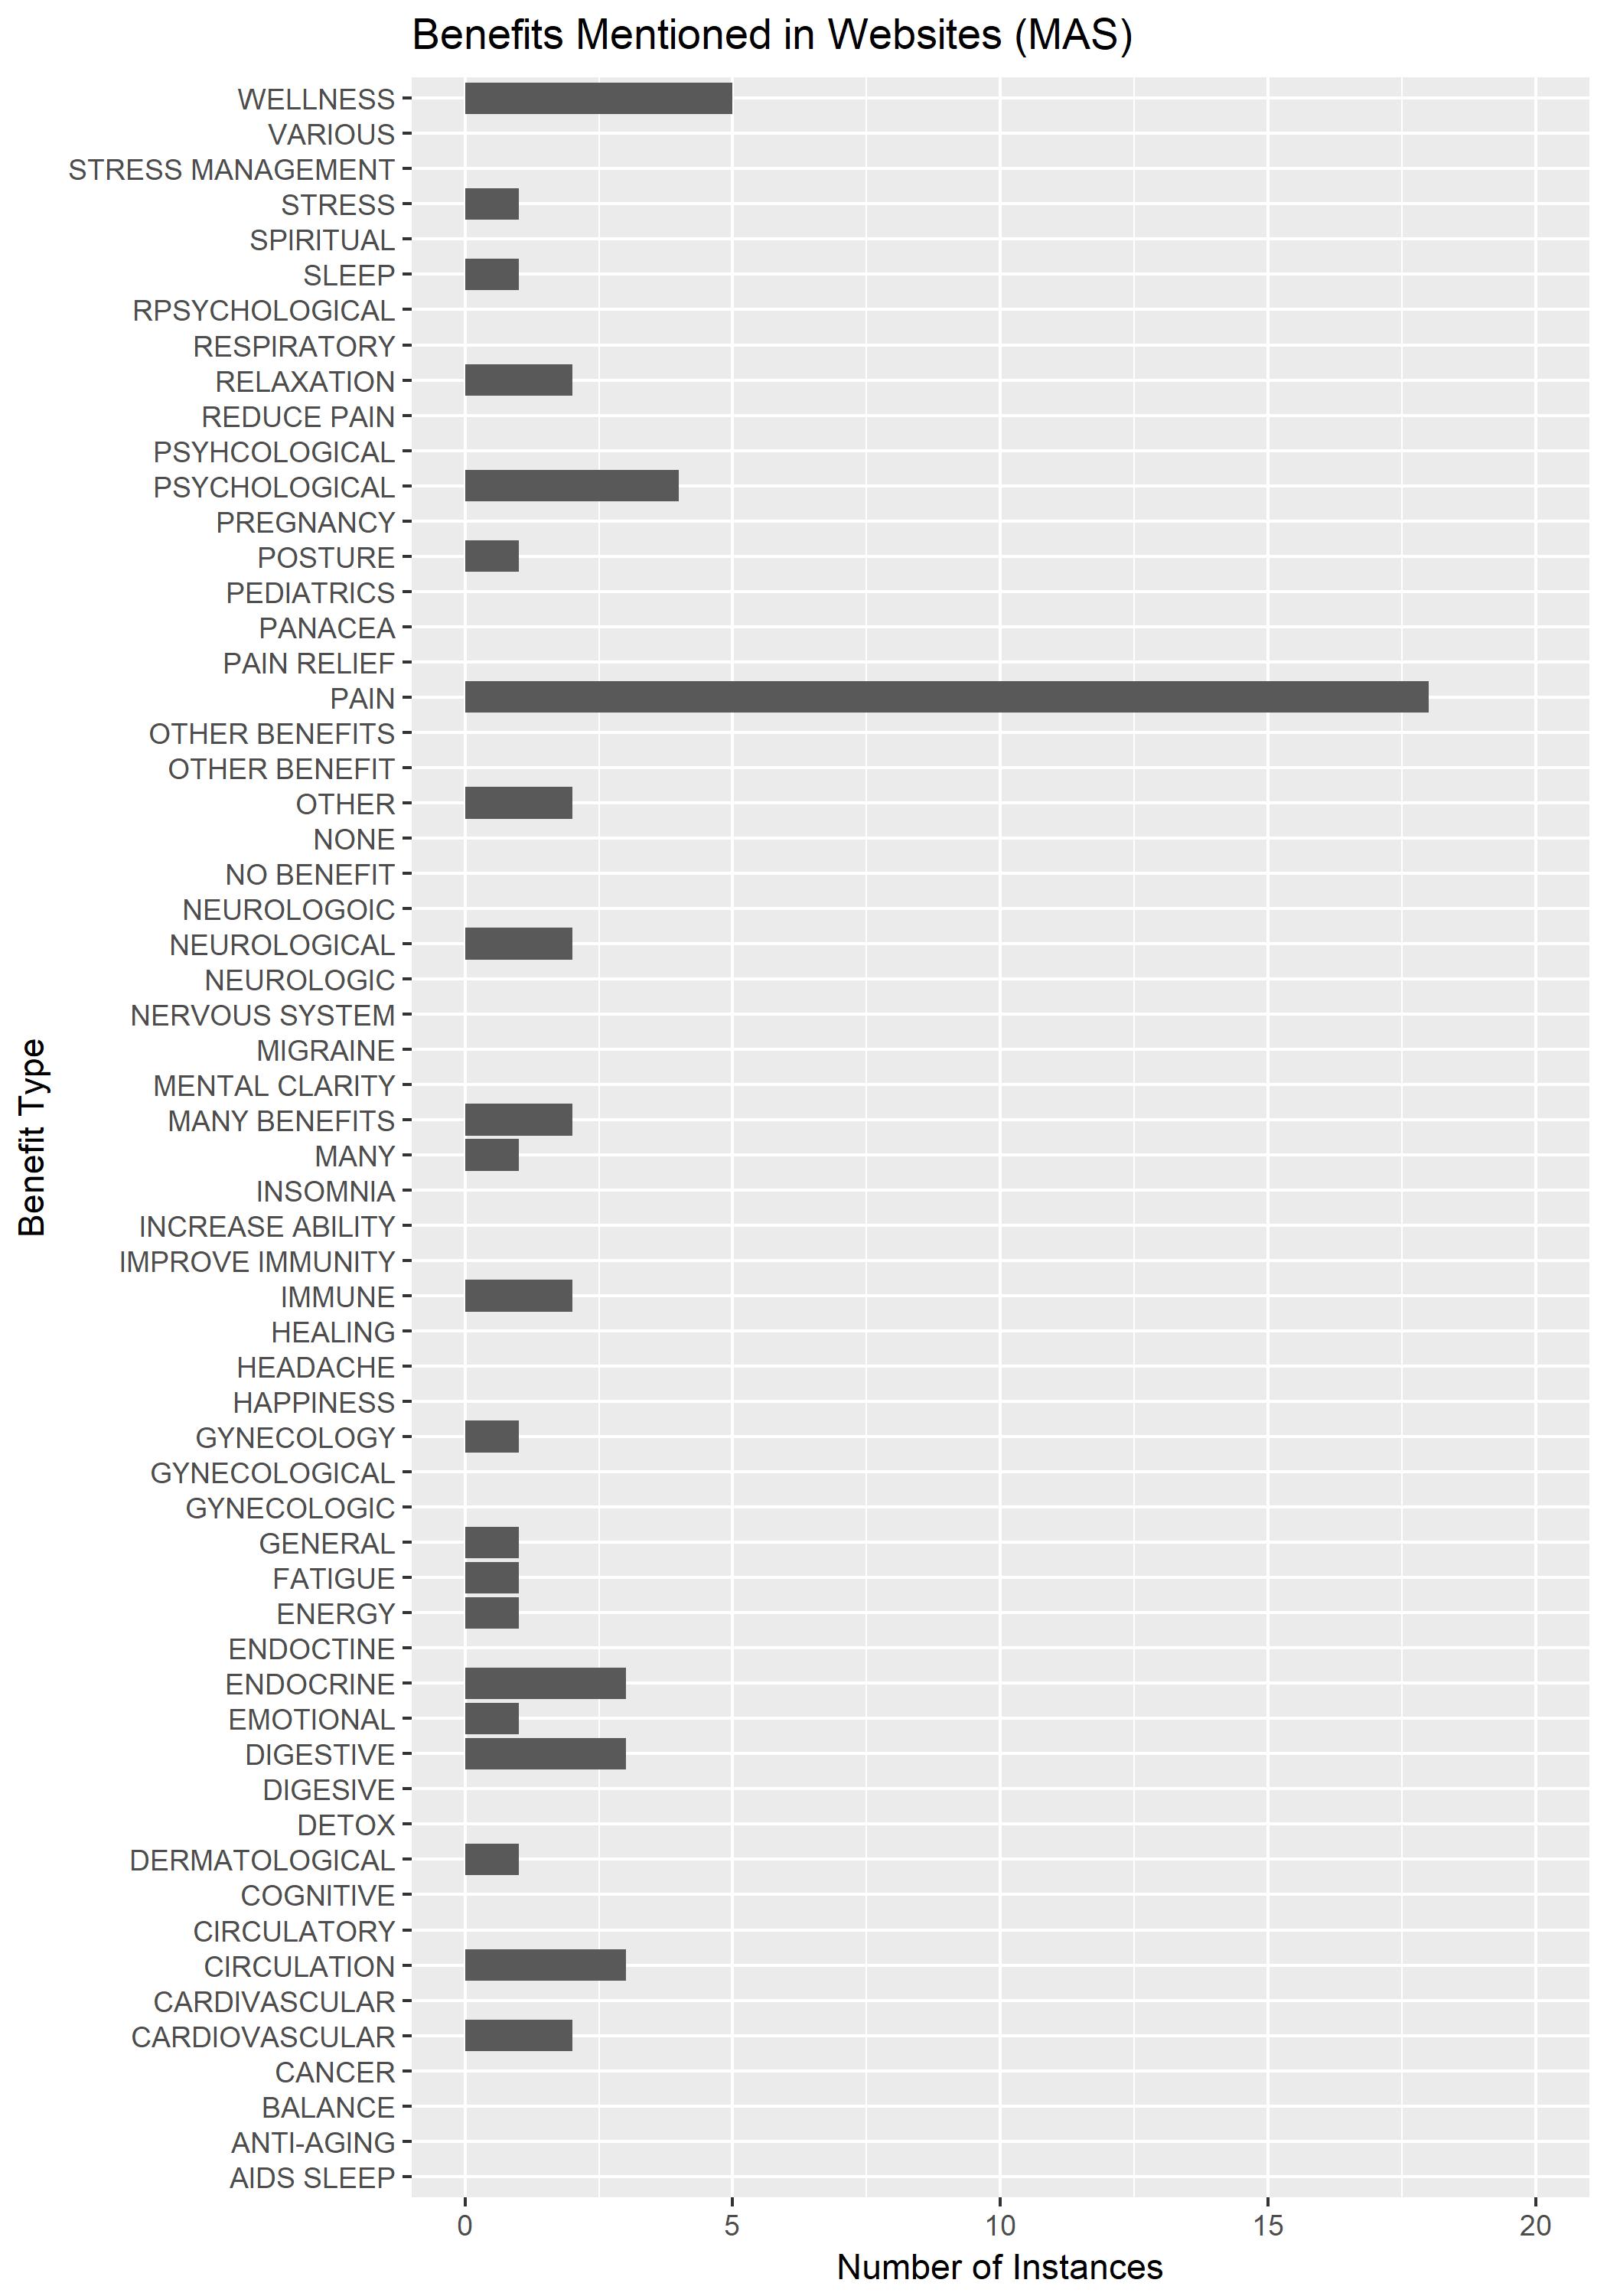 Benefits Mentioned in Websites (MAS)
WELLNESS
VARIOUS
STRESS MANAGEMENT
STRESS
SPIRITUAL
SLEEP
RPSYCHOLOGICAL
RESPIRATORY
RELAXATION
REDUCE PAIN
PSYHCOLOGICAL
PSYCHOLOGICAL
PREGNANCY
POSTURE
PEDIATRICS
PANACEA
PAIN RELIEF
PAIN
OTHER BENEFITS
OTHER BENEFIT
OTHER
NONE
NO BENEFIT
NEUROLOGOIC
NEUROLOGICAL
NEUROLOGIC
NERVOUS SYSTEM
MIGRAINE
MENTAL CLARITY
MANY BENEFITS
MANY
INSOMNIA
INCREASE ABILITY
IMPROVE IMMUNITY
IMMUNE
HEALING
HEADACHE
HAPPINESS
GYNECOLOGY
GYNECOLOGICAL
GYNECOLOGIC
GENERAL
FATIGUE
ENERGY
ENDOCTINE
ENDOCRINE
EMOTIONAL
DIGESTIVE
DIGESIVE
DETOX
DERMATOLOGICAL
COGNITIVE
CIRCULATORY
CIRCULATION
CARDIVASCULAR
CARDIOVASCULAR
CANCER
BALANCE
ANTI-AGING
AIDS SLEEP
Benefit Type
0 5 10 15 20
Number of Instances